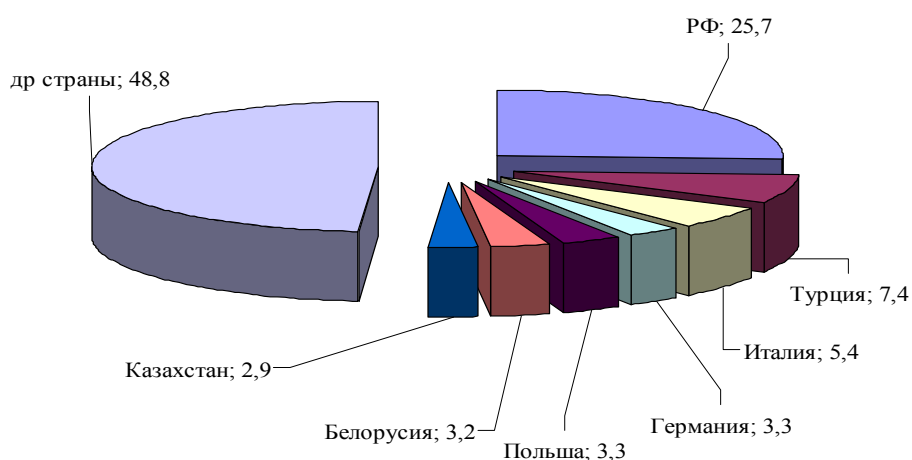 РФ; 25,7
др страны; 48,8
Турция; 7,4
Италия; 5,4
Казахстан; 2,9
Германия; 3,3
Белорусия; 3,2
Польша; 3,3